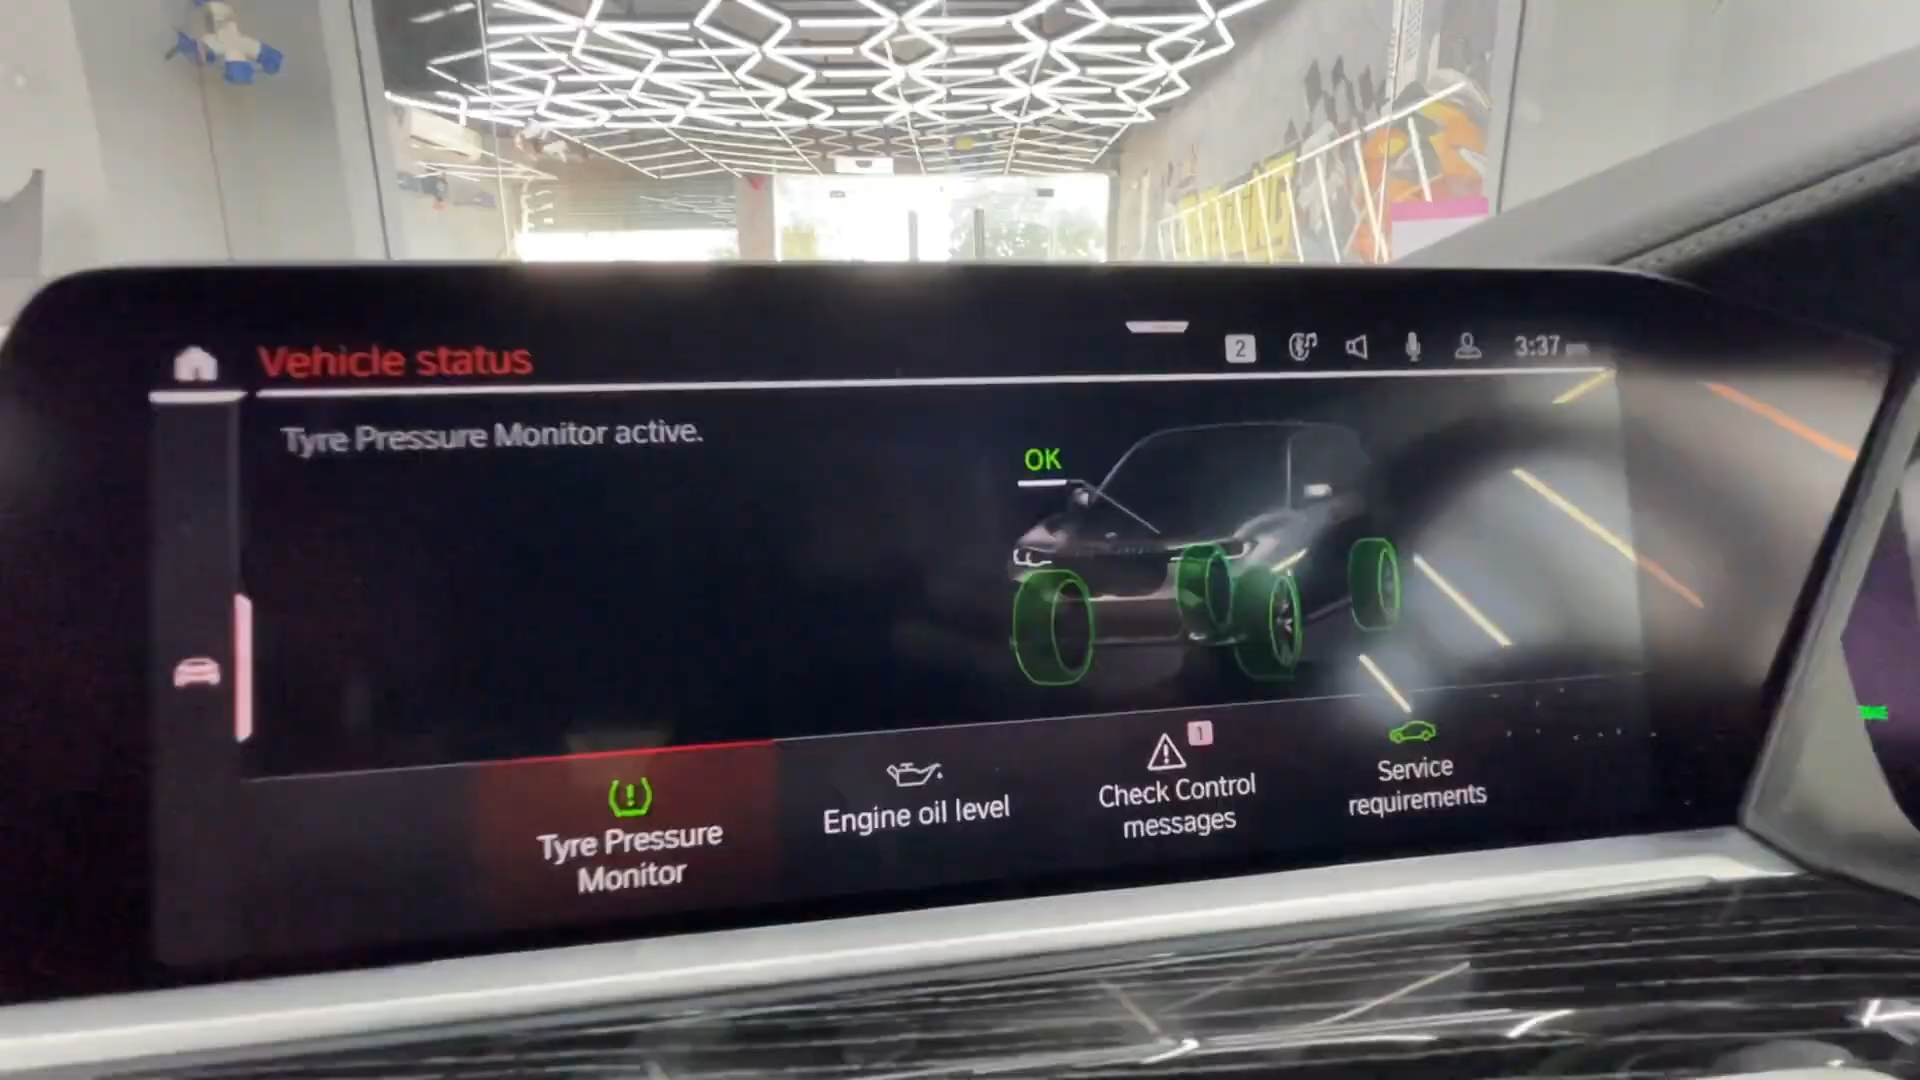 2
3:37
Vehicle status
Tyre Pressure Monitor active.
OK
Tyre Pressure
Monitor
Engine oil level
1
Check Control
messages
Service
requirements